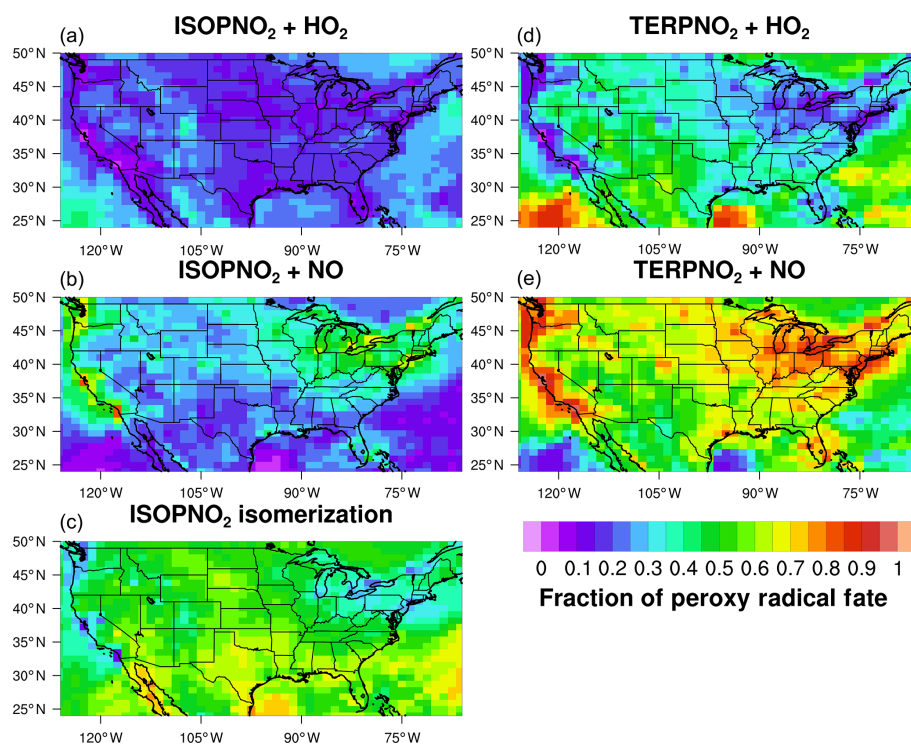 (a) ISOPNO₂ + HO₂
50°N
45°N
40°N
35°N
30°N
25°N
120°W 105°W 90°W 75°W
(d) TERPNO₂ + HO₂
50°N
45°N
40°N
35°N
30°N
25°N
120°W 105°W 90°W 75°W
(b) ISOPNO₂ + NO
50°N
45°N
40°N
35°N
30°N
25°N
120°W 105°W 90°W 75°W
(e) TERPNO₂ + NO
50°N
45°N
40°N
35°N
30°N
25°N
120°W 105°W 90°W 75°W
(c) ISOPNO₂ isomerization
50°N
45°N
40°N
35°N
30°N
25°N
120°W 105°W 90°W 75°W
0 0.1 0.2 0.3 0.4 0.5 0.6 0.7 0.8 0.9 1
Fraction of peroxy radical fate